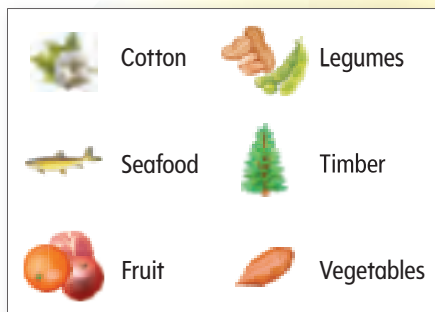 Cotton
Legumes
Seafood
Timber
Fruit
Vegetables